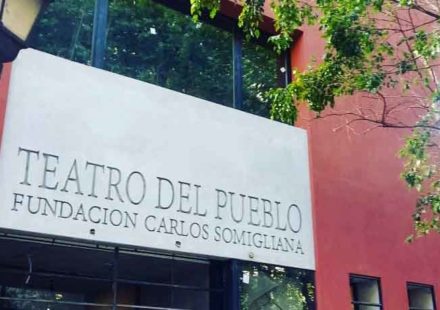 TEATRO DEL PUEBLO
FUNDACION CARLOS SOMIGLIANA